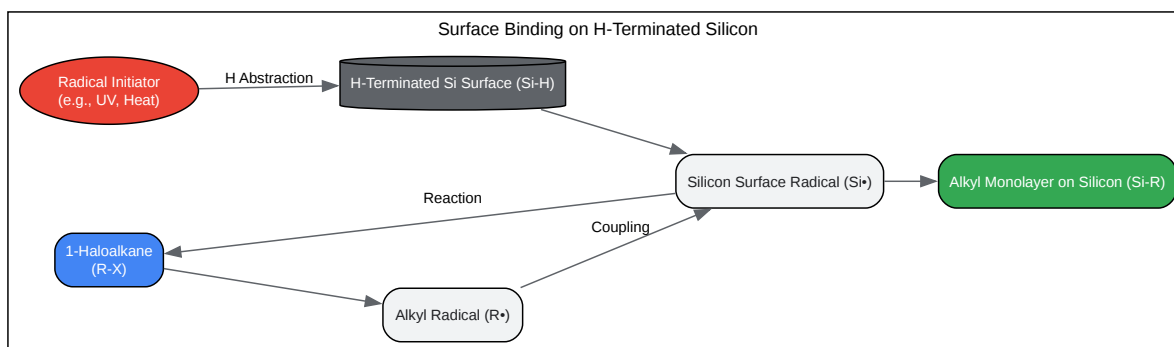 Surface Binding on H-Terminated Silicon
Radical Initiator
(e.g., UV, Heat)
H Abstraction
H-Terminated Si Surface (Si-H)
Silicon Surface Radical (Si•)
Alkyl Monolayer on Silicon (Si-R)
Reaction
Coupling
1-Haloalkane
(R-X)
Alkyl Radical (R•)